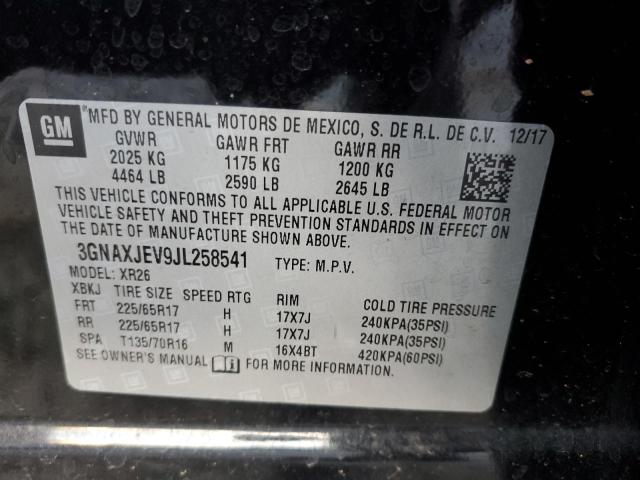 GM
MFD BY GENERAL MOTORS DE MEXICO, S. DE R.L. DE C.V. 12/17
GVWR GAWR FRT GAWR RR
2025 KG 1175 KG 1200 KG
4464 LB 2590 LB 2645 LB
THIS VEHICLE CONFORMS TO ALL APPLICABLE U.S. FEDERAL MOTOR
VEHICLE SAFETY AND THEFT PREVENTION STANDARDS IN EFFECT ON
THE DATE OF MANUFACTURE SHOWN ABOVE.
3GNAXJEV9JL258541 TYPE: M.P.V.
MODEL: XR26
XBKJ TIRE SIZE SPEED RTG RIM COLD TIRE PRESSURE
FRT 225/65R17 H 17X7J 240KPA(35PSI)
RR 225/65R17 H 17X7J 240KPA(35PSI)
SPA T135/70R16 M 16X4BT 420KPA(60PSI)
SEE OWNER'S MANUAL FOR MORE INFORMATION